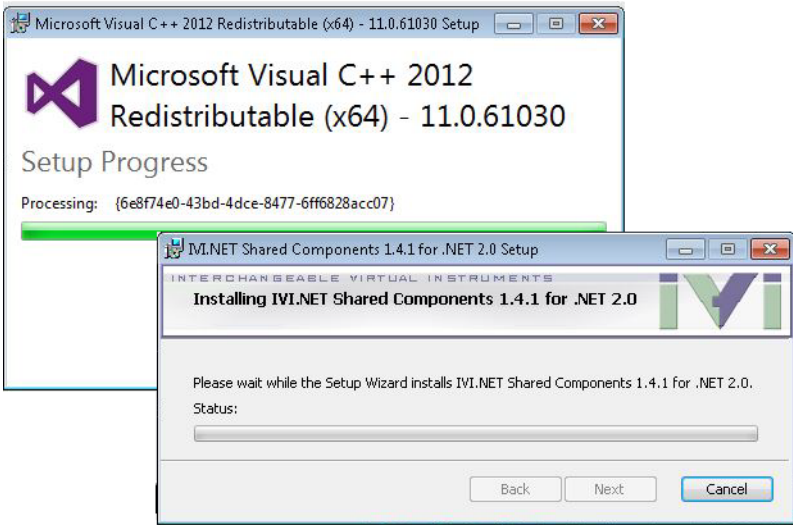 Microsoft Visual C++ 2012 Redistributable (x64) - 11.0.61030 Setup
Microsoft Visual C++ 2012
Redistributable (x64) - 11.0.61030
Setup Progress
Processing: {6e8f74e0-43bd-4dce-8477-6ff6828acc07}
IVI.NET Shared Components 1.4.1 for .NET 2.0 Setup
INTERCHANGEABLE VIRTUAL INSTRUMENTS
Installing IVI.NET Shared Components 1.4.1 for .NET 2.0
iVi
Please wait while the Setup Wizard installs IVI.NET Shared Components 1.4.1 for .NET 2.0.
Status:
Back Next Cancel